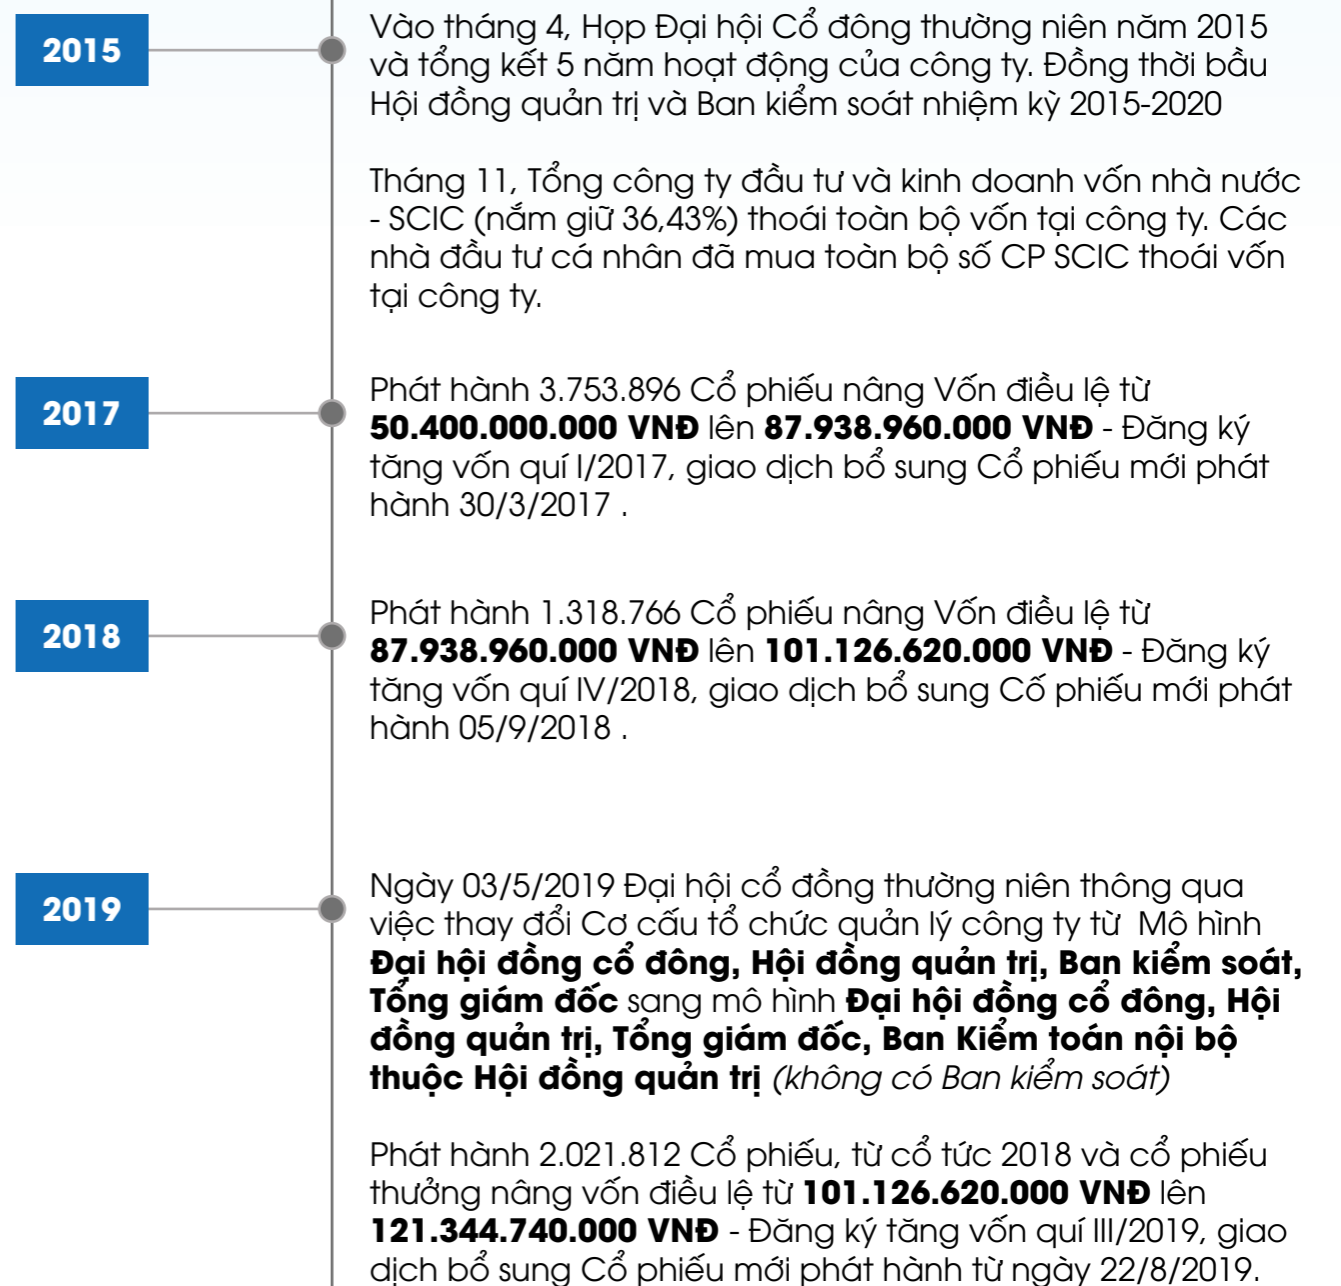 2015
Vào tháng 4, Họp Đại hội Cổ đông thường niên năm 2015
và tổng kết 5 năm hoạt động của công ty. Đồng thời bầu
Hội đồng quản trị và Ban kiểm soát nhiệm kỳ 2015-2020
Tháng 11, Tổng công ty đầu tư và kinh doanh vốn nhà nước
- SCIC (nắm giữ 36,43%) thoái toàn bộ vốn tại công ty. Các
nhà đầu tư cá nhân đã mua toàn bộ số CP SCIC thoái vốn
tại công ty.
2017
Phát hành 3.753.896 Cổ phiếu nâng Vốn điều lệ từ
50.400.000.000 VNĐ lên 87.938.960.000 VNĐ - Đăng ký
tăng vốn quí I/2017, giao dịch bổ sung Cổ phiếu mới phát
hành 30/3/2017 .
2018
Phát hành 1.318.766 Cổ phiếu nâng Vốn điều lệ từ
87.938.960.000 VNĐ lên 101.126.620.000 VNĐ - Đăng ký
tăng vốn quí IV/2018, giao dịch bổ sung Cố phiếu mới phát
hành 05/9/2018 .
2019
Ngày 03/5/2019 Đại hội cổ đồng thường niên thông qua
việc thay đổi Cơ cấu tổ chức quản lý công ty từ  Mô hình
Đại hội đồng cổ đông, Hội đồng quản trị, Ban kiểm soát,
Tổng giám đốc sang mô hình Đại hội đồng cổ đông, Hội
đồng quản trị, Tổng giám đốc, Ban Kiểm toán nội bộ
thuộc Hội đồng quản trị (không có Ban kiểm soát)
Phát hành 2.021.812 Cổ phiếu, từ cổ tức 2018 và cổ phiếu
thưởng nâng vốn điều lệ từ 101.126.620.000 VNĐ lên
121.344.740.000 VNĐ - Đăng ký tăng vốn quí III/2019, giao
dịch bổ sung Cổ phiếu mới phát hành từ ngày 22/8/2019.